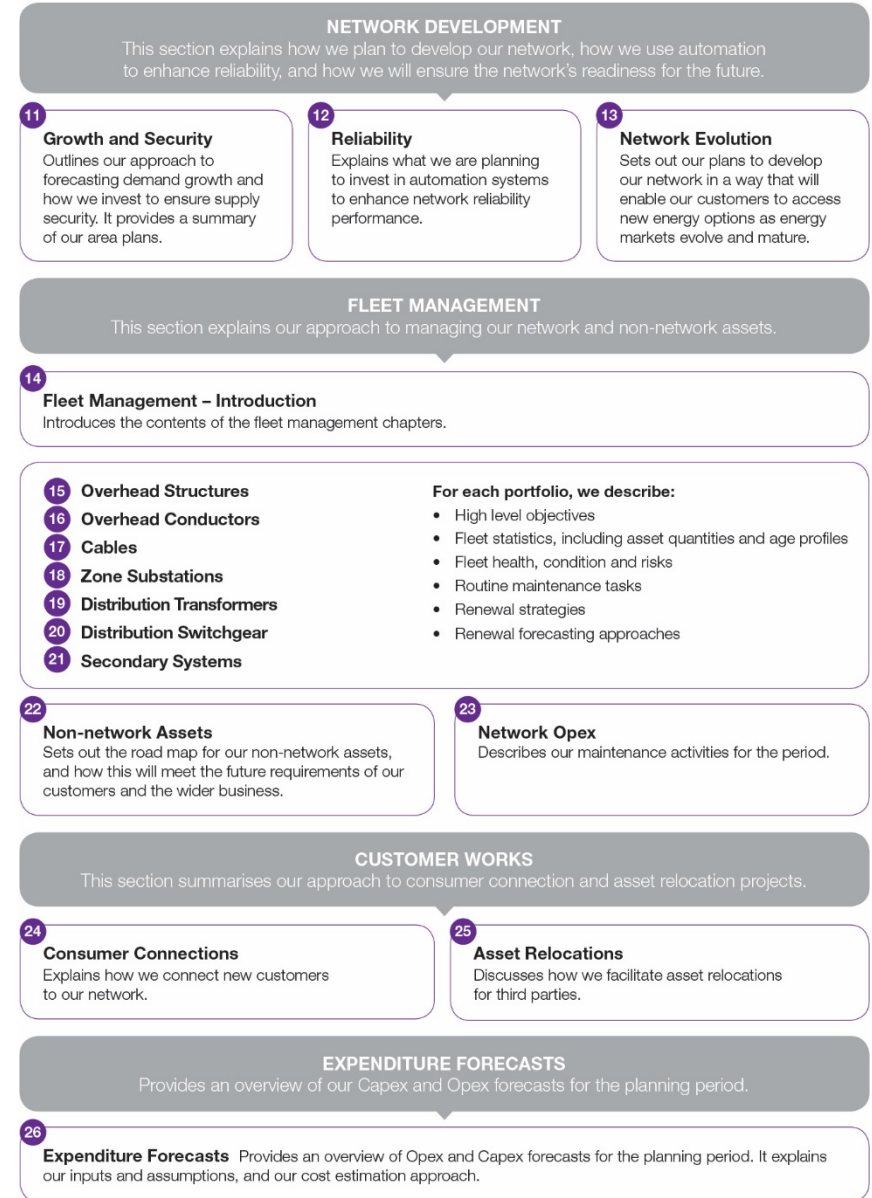 NETWORK DEVELOPMENT
This section explains how we plan to develop our network, how we use automation
to enhance reliability, and how we will ensure the network's readiness for the future.
11
Growth and Security
Outlines our approach to
forecasting demand growth and
how we invest to ensure supply
security. It provides a summary
of our area plans.
12
Reliability
Explains what we are planning
to invest in automation systems
to enhance network reliability
performance.
13
Network Evolution
Sets out our plans to develop
our network in a way that will
enable our customers to access
new energy options as energy
markets evolve and mature.
FLEET MANAGEMENT
This section explains our approach to managing our network and non-network assets.
14
Fleet Management – Introduction
Introduces the contents of the fleet management chapters.
15 Overhead Structures
16 Overhead Conductors
17 Cables
18 Zone Substations
19 Distribution Transformers
20 Distribution Switchgear
21 Secondary Systems
For each portfolio, we describe:
• High level objectives
• Fleet statistics, including asset quantities and age profiles
• Fleet health, condition and risks
• Routine maintenance tasks
• Renewal strategies
• Renewal forecasting approaches
22
Non-network Assets
Sets out the road map for our non-network assets,
and how this will meet the future requirements of our
customers and the wider business.
23
Network Opex
Describes our maintenance activities for the period.
CUSTOMER WORKS
This section summarises our approach to consumer connection and asset relocation projects.
24
Consumer Connections
Explains how we connect new customers
to our network.
25
Asset Relocations
Discusses how we facilitate asset relocations
for third parties.
EXPENDITURE FORECASTS
Provides an overview of our Capex and Opex forecasts for the planning period.
26
Expenditure Forecasts Provides an overview of Opex and Capex forecasts for the planning period. It explains
our inputs and assumptions, and our cost estimation approach.